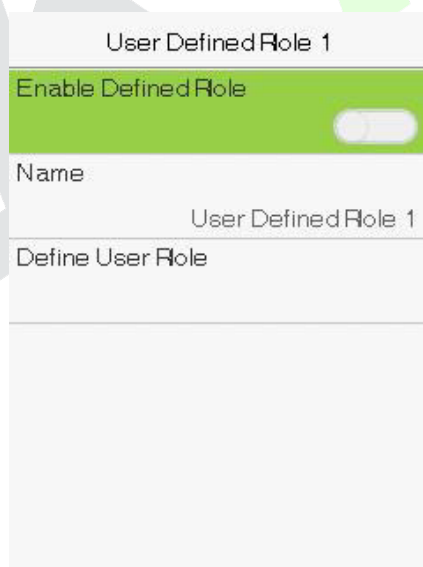 User Defined Role 1
Enable Defined Role
Name
User Defined Role 1
Define User Role